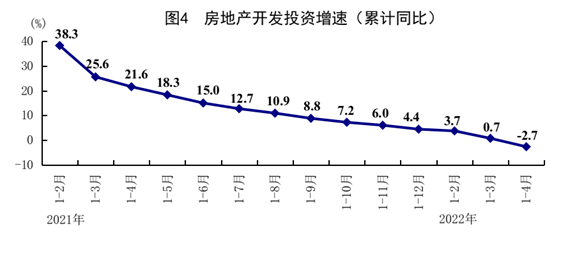 图4 房地产开发投资增速（累计同比）
(%)
40
30
20
10
0
-10
38.3
25.6
21.6
18.3
15.0
12.7
10.9
8.8
7.2
6.0
4.4
3.7
0.7
-2.7
1-2月
1-3月
1-4月
1-5月
1-6月
1-7月
1-8月
1-9月
1-10月
1-11月
1-12月
1-2月
1-3月
1-4月
2021年
2022年